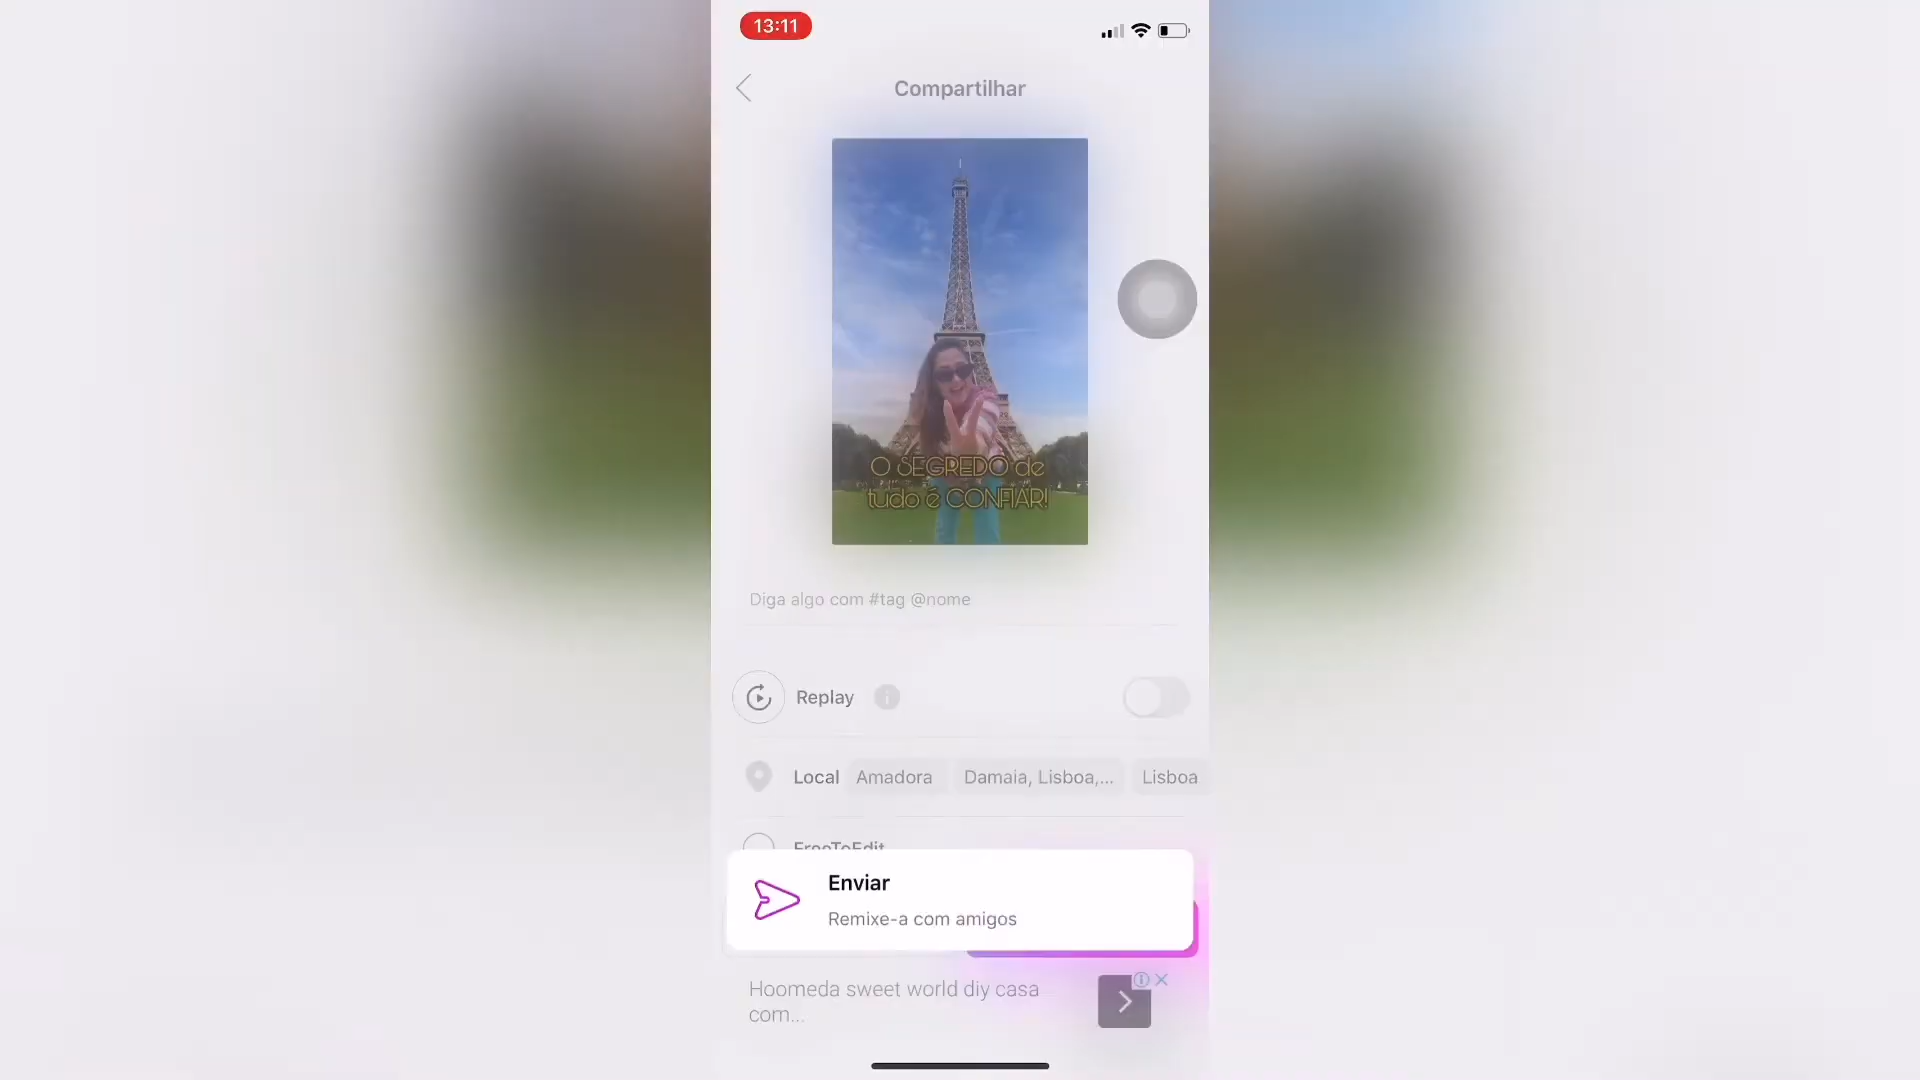 13:11
Compartilhar
O SEGREDO de
tudo é CONFIAR!
Diga algo com #tag @nome
Replay
Local Amadora Damaia, Lisboa,... Lisboa
FreeToEdit
Enviar
Remixe-a com amigos
Hoomeda sweet world diy casa
com...